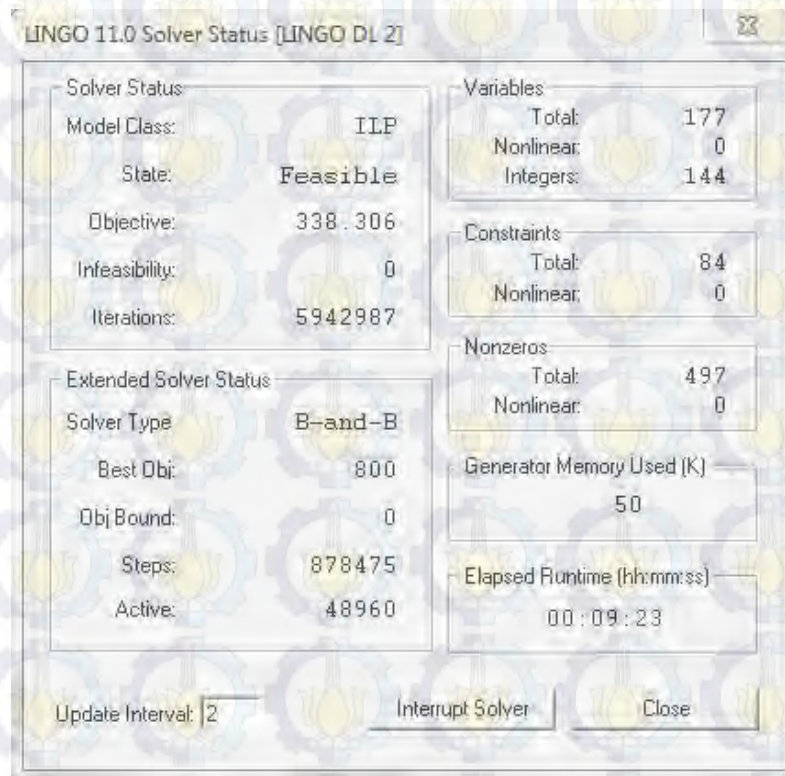 LINGO 11.0 Solver Status [LINGO DL 2]
Solver Status
Model Class: ILP
State: Feasible
Objective: 338.306
Infeasibility: 0
Iterations: 5942987
Extended Solver Status
Solver Type B-and-B
Best Obj: 800
Obj Bound: 0
Steps: 878475
Active: 48960
Variables
Total: 177
Nonlinear: 0
Integers: 144
Constraints
Total: 84
Nonlinear: 0
Nonzeros
Total: 497
Nonlinear: 0
Generator Memory Used (K)
50
Elapsed Runtime (hh:mm:ss)
00:09:23
Update Interval: 2
Interrupt Solver
Close